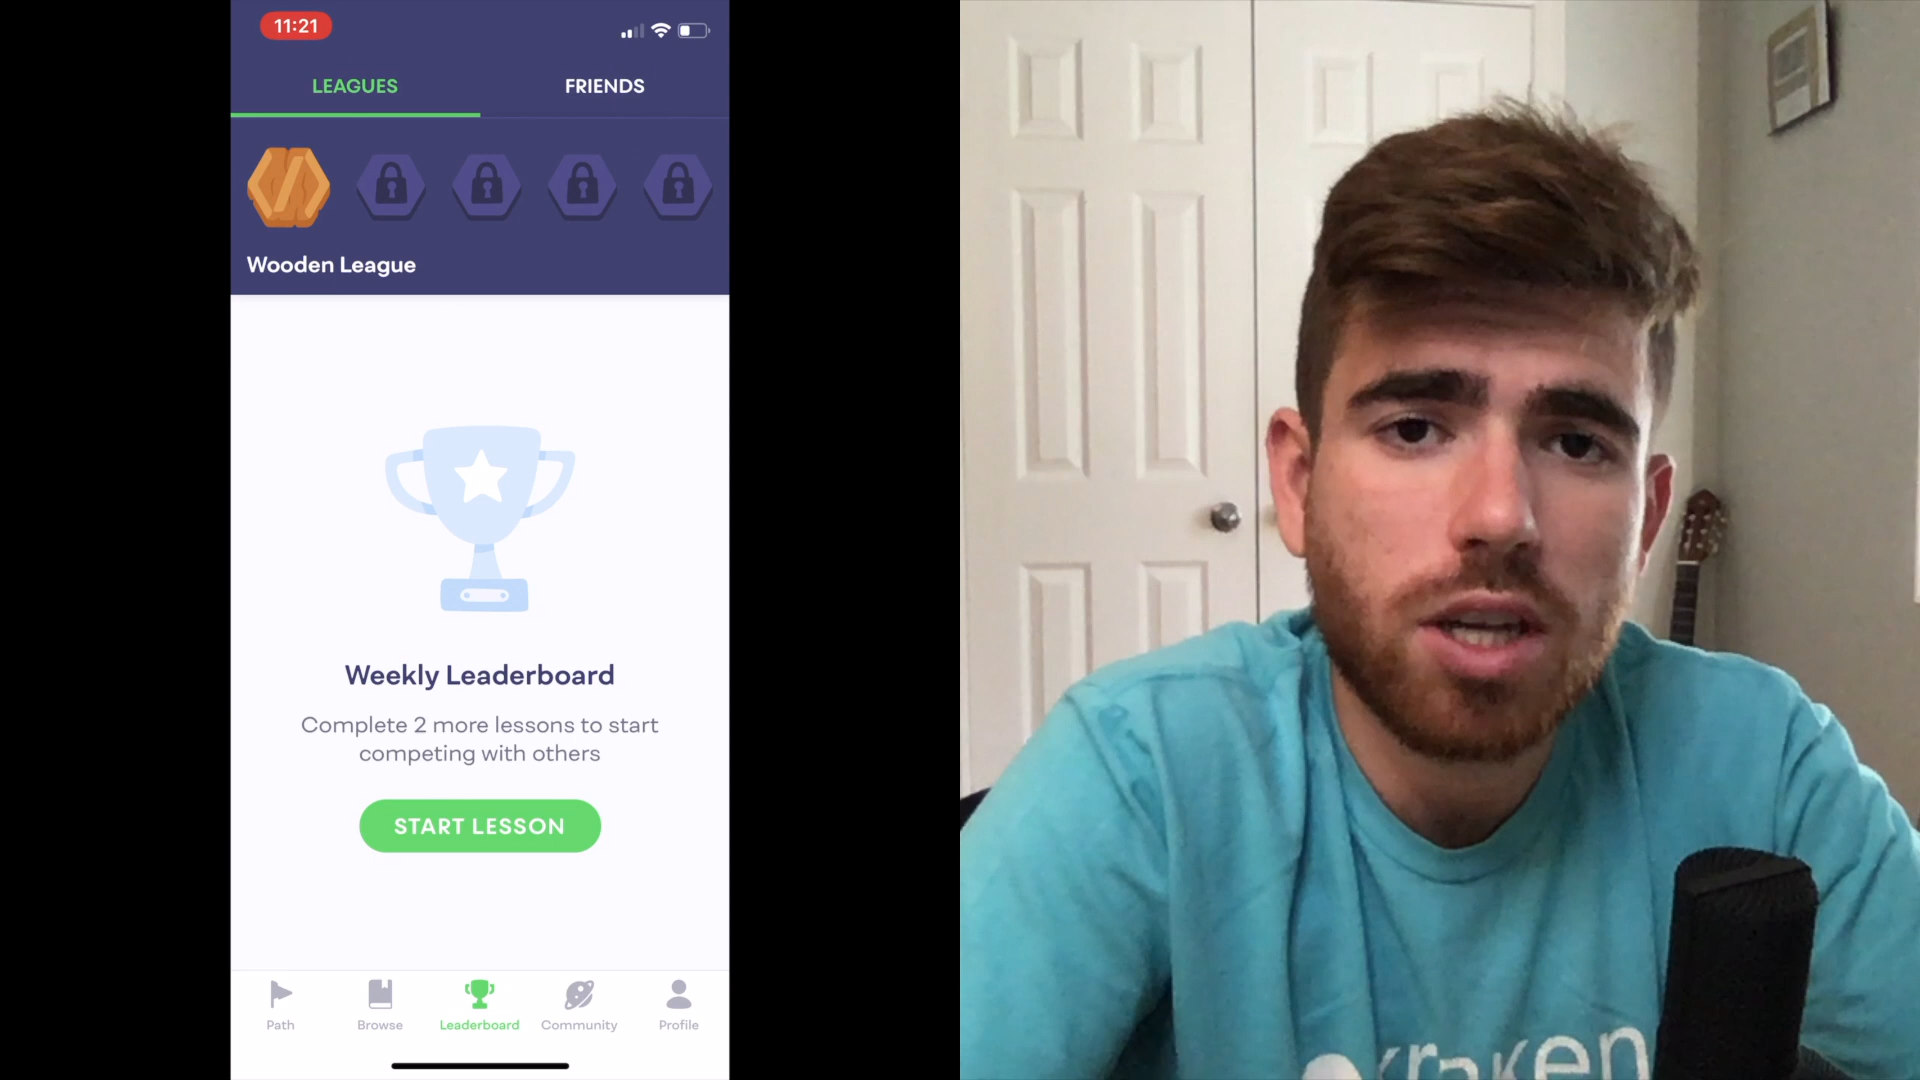 11:21
LEAGUES
FRIENDS
Wooden League
Weekly Leaderboard
Complete 2 more lessons to start
competing with others
START LESSON
Path
Browse
Leaderboard
Community
Profile
kraken